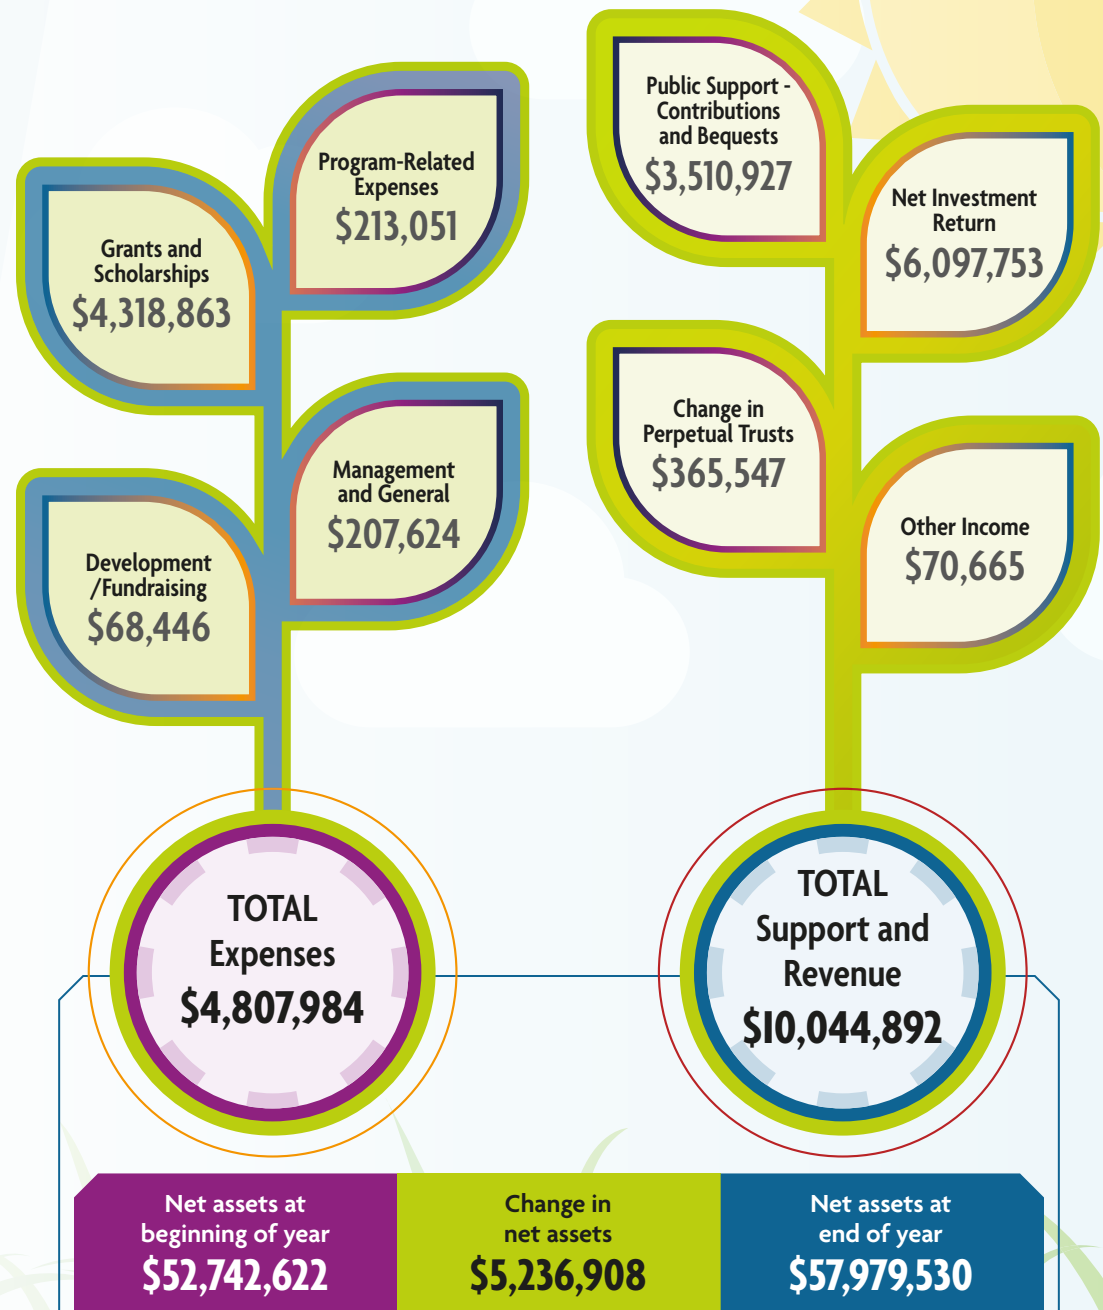 Grants and
Scholarships
$4,318,863
Program-Related
Expenses
$213,051
Development
/Fundraising
$68,446
Management
and General
$207,624
TOTAL
Expenses
$4,807,984
Public Support -
Contributions
and Bequests
$3,510,927
Net Investment
Return
$6,097,753
Change in
Perpetual Trusts
$365,547
Other Income
$70,665
TOTAL
Support and
Revenue
$10,044,892
Net assets at
beginning of year
$52,742,622
Change in
net assets
$5,236,908
Net assets at
end of year
$57,979,530